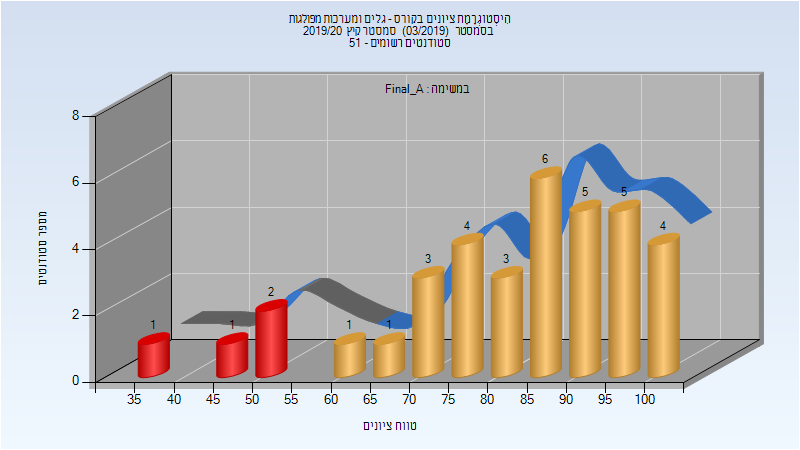 היסטוגרמת ציונים בקורס - גלים ומערכות מפולגות
בסמסטר (03/2019) סמסטר קיץ 2019/20
סטודנטים רשומים - 51
במשימה : Final_A
מספר סטודנטים
8
6
4
2
0
1
1
2
1
1
3
4
3
6
5
5
4
35 40 45 50 55 60 65 70 75 80 85 90 95 100
טווח ציונים